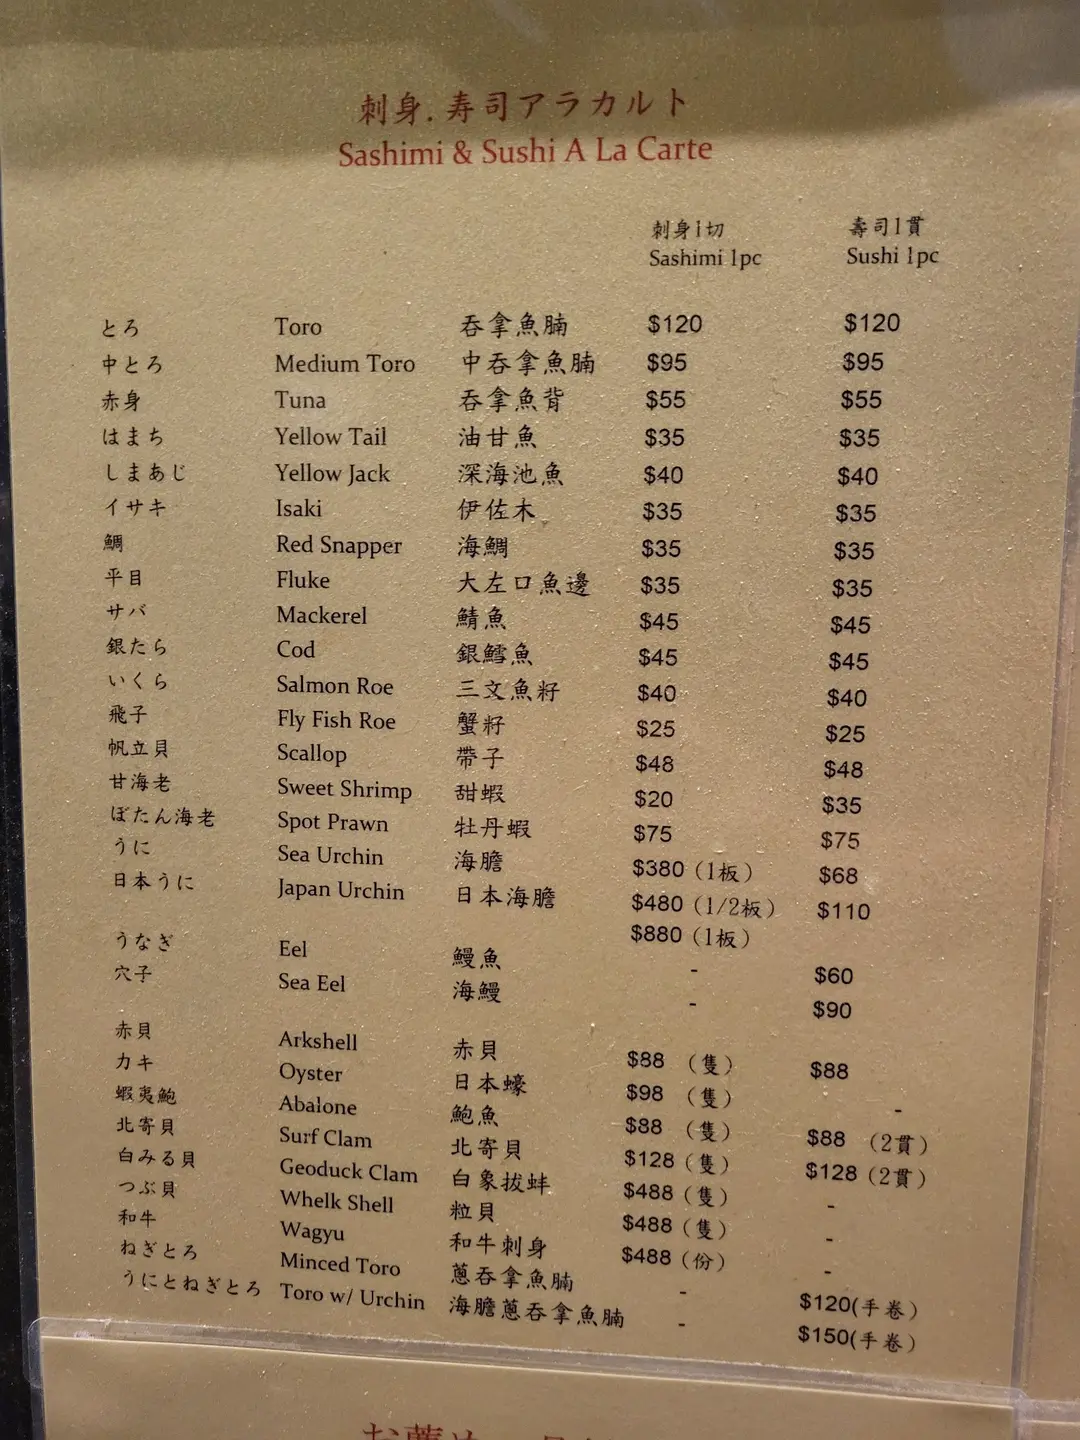 刺身.寿司アラカルト
Sashimi & Sushi A La Carte
刺身1切 壽司1貫
Sashimi 1pc Sushi 1pc
とろ Toro 吞拿魚腩 $120 $120
中とろ Medium Toro 中吞拿魚腩 $95 $95
赤身 Tuna 吞拿魚背 $55 $55
はまち Yellow Tail 油甘魚 $35 $35
しまあじ Yellow Jack 深海池魚 $40 $40
イサキ Isaki 伊佐木 $35 $35
鯛 Red Snapper 海鯛 $35 $35
平目 Fluke 大左口魚邊 $35 $35
サバ Mackerel 鯖魚 $45 $45
銀たら Cod 銀鱈魚 $45 $45
いくら Salmon Roe 三文魚籽 $40 $40
飛子 Fly Fish Roe 蟹籽 $25 $25
帆立貝 Scallop 帶子 $48 $48
甘海老 Sweet Shrimp 甜蝦 $20 $35
ぼたん海老 Spot Prawn 牡丹蝦 $75 $75
うに Sea Urchin 海膽 $380 (1板) $68
日本うに Japan Urchin 日本海膽 $480 (1/2板) $110
$880 (1板)
うなぎ Eel 鰻魚 - $60
穴子 Sea Eel 海鰻 - $90
赤貝 Arkshell 赤貝 $88 (隻) $88
カキ Oyster 日本蠔 $98 (隻) -
蝦夷鮑 Abalone 鮑魚 $88 (隻) $88 (2貫)
北寄貝 Surf Clam 北寄貝 $128 (隻) $128 (2貫)
白みる貝 Geoduck Clam 白象拔蚌 $488 (隻) -
つぶ貝 Whelk Shell 粒貝 $488 (隻) -
和牛 Wagyu 和牛刺身 $488 (份) -
ねぎとろ Minced Toro 蔥吞拿魚腩 - $120(手卷)
うにとねぎとろ Toro w/ Urchin 海膽蔥吞拿魚腩 - $150(手卷)